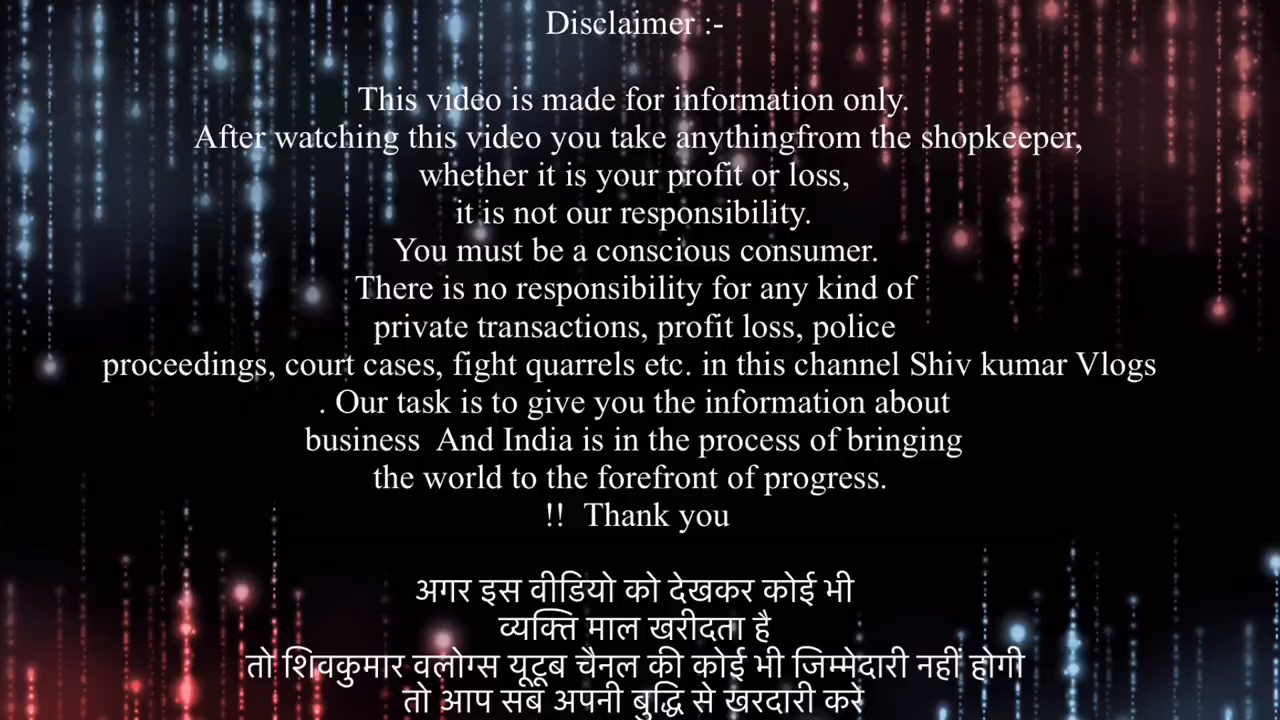 Disclaimer :-
This video is made for information only.
After watching this video you take anythingfrom the shopkeeper,
whether it is your profit or loss,
it is not our responsibility.
You must be a conscious consumer.
There is no responsibility for any kind of
private transactions, profit loss, police
proceedings, court cases, fight quarrels etc. in this channel Shiv kumar Vlogs
. Our task is to give you the information about
business  And India is in the process of bringing
the world to the forefront of progress.
!!  Thank you
अगर इस वीडियो को देखकर कोई भी
व्यक्ति माल खरीदता है
तो शिवकुमार वलोग्स यूटूब चैनल की कोई भी जिम्मेदारी नहीं होगी
तो आप सब अपनी बुद्धि से खरदारी करें